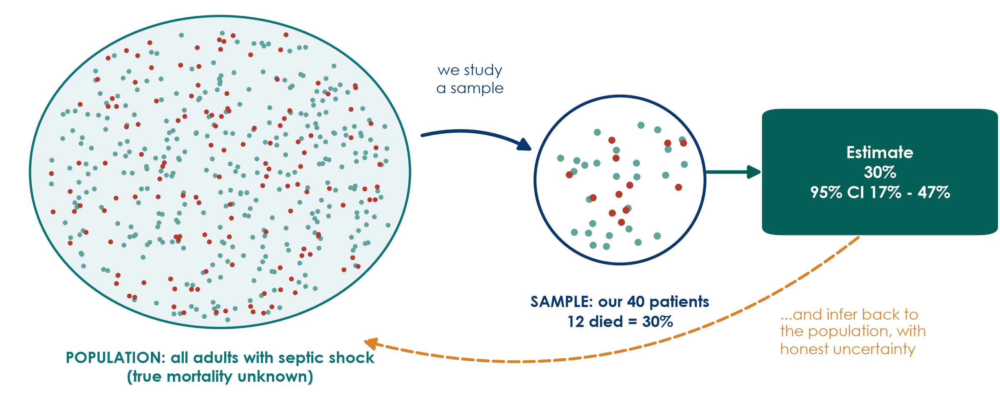 we study
a sample
Estimate
30%
95% CI 17% - 47%
SAMPLE: our 40 patients
12 died = 30%
...and infer back to
the population, with
honest uncertainty
POPULATION: all adults with septic shock
(true mortality unknown)